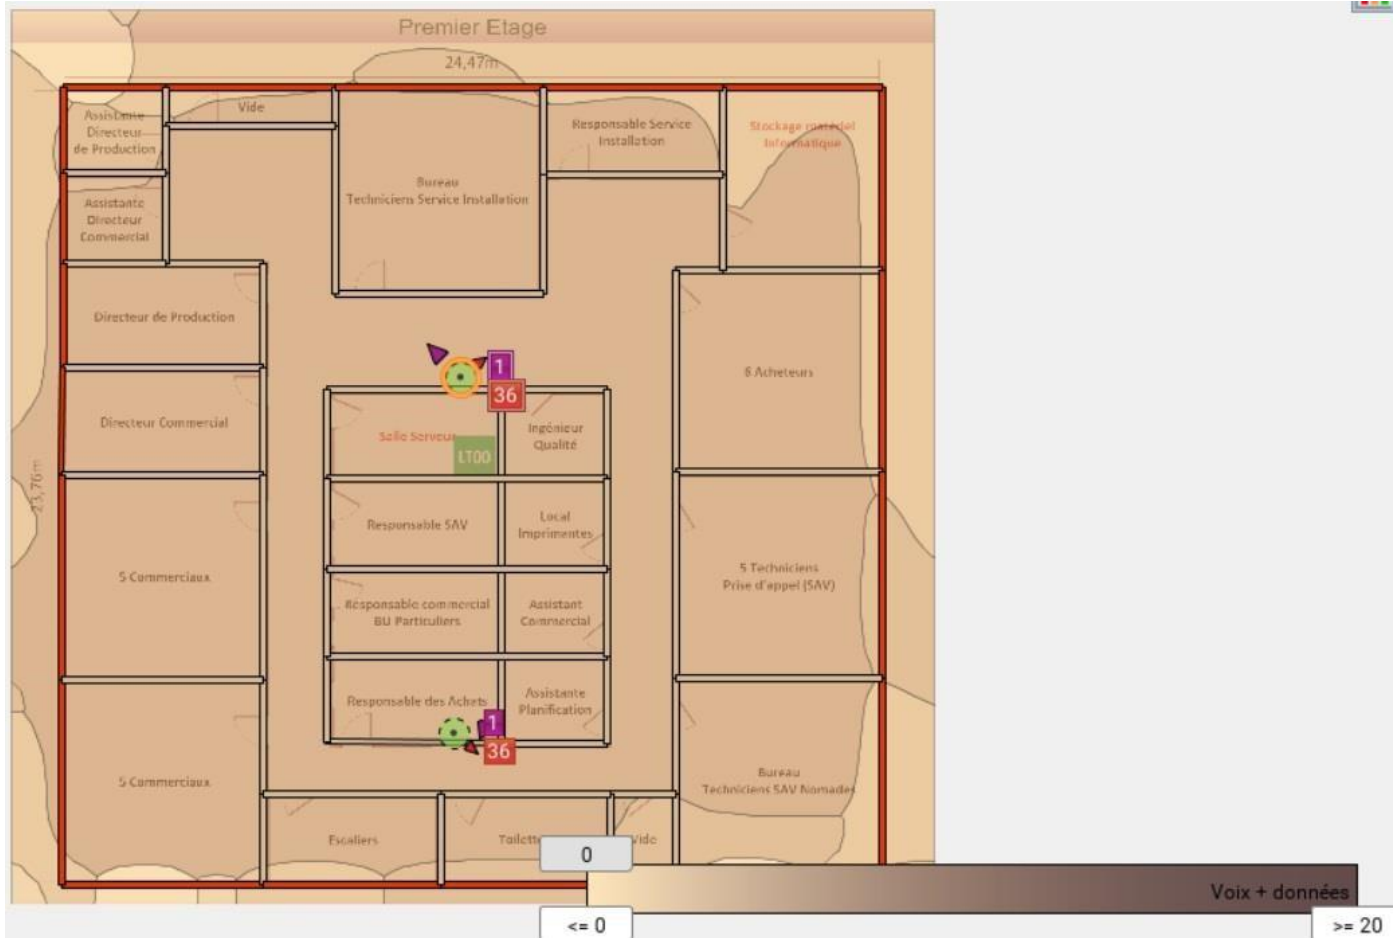 Premier Etage
24,47m
Assistante
Directeur
de Production
Vide
Responsable Service
Installation
Stockage matériel
Informatique
Bureau
Techniciens Service Installation
Assistante
Directeur
Commercial
Directeur de Production
1
36
6 Acheteurs
Directeur Commercial
Salle Serveur
LT00
Ingénieur
Qualité
23,76m
Responsable SAV
Local
Imprimentes
5 Commerciaux
5 Techniciens
Prise d'appel (SAV)
Responsable commercial
BU Particuliers
Assistant
Commercial
Responsable des Achats
Assistante
Planification
1
36
5 Commerciaux
Bureau
Techniciens SAV Nomades
Escaliers
Toilett
Vide
0
Voix + données
<= 0
>= 20